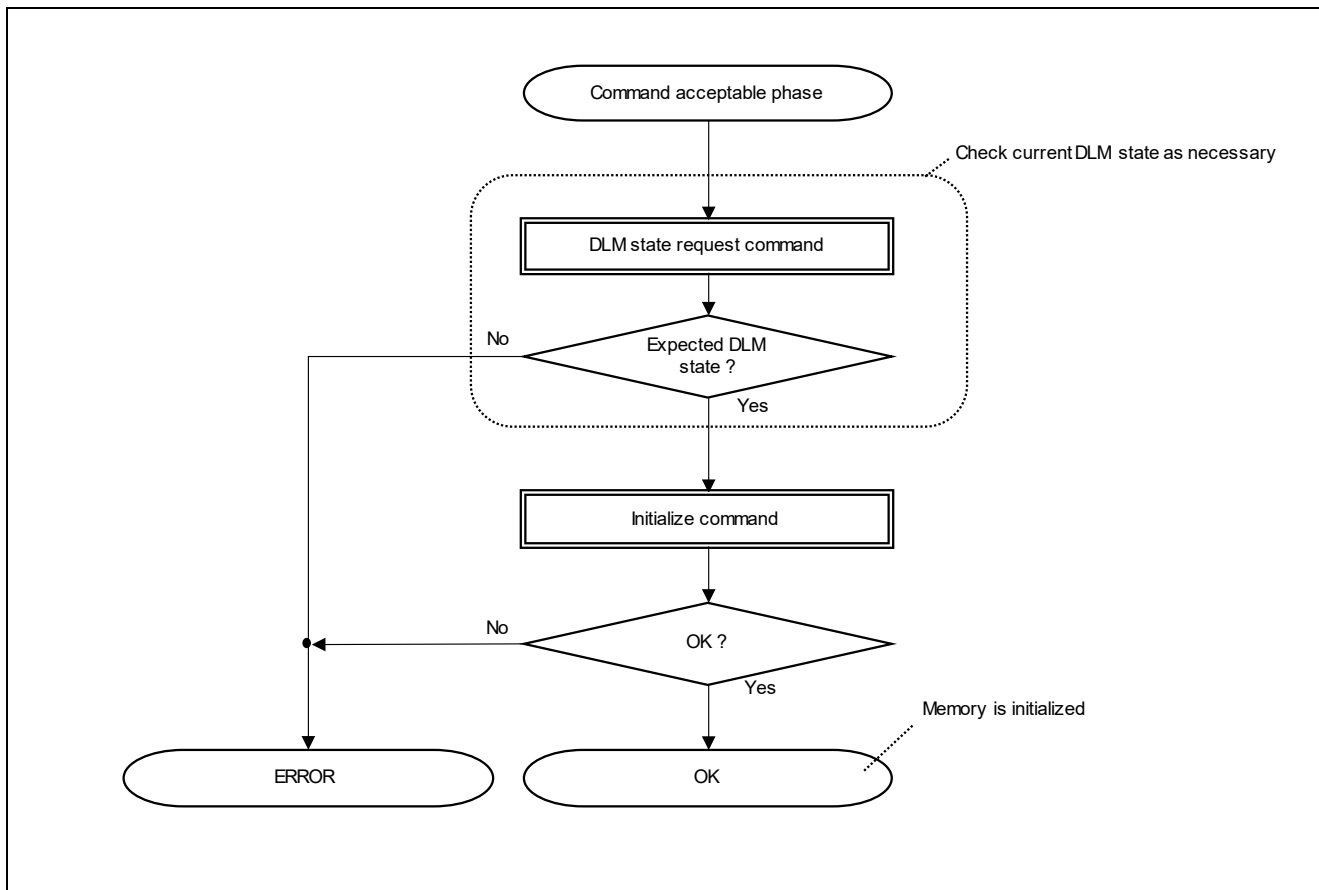 Command acceptable phase
Check current DLM state as necessary
DLM state request command
No
Expected DLM
state ?
Yes
Initialize command
No
OK ?
Yes
Memory is initialized
ERROR
OK